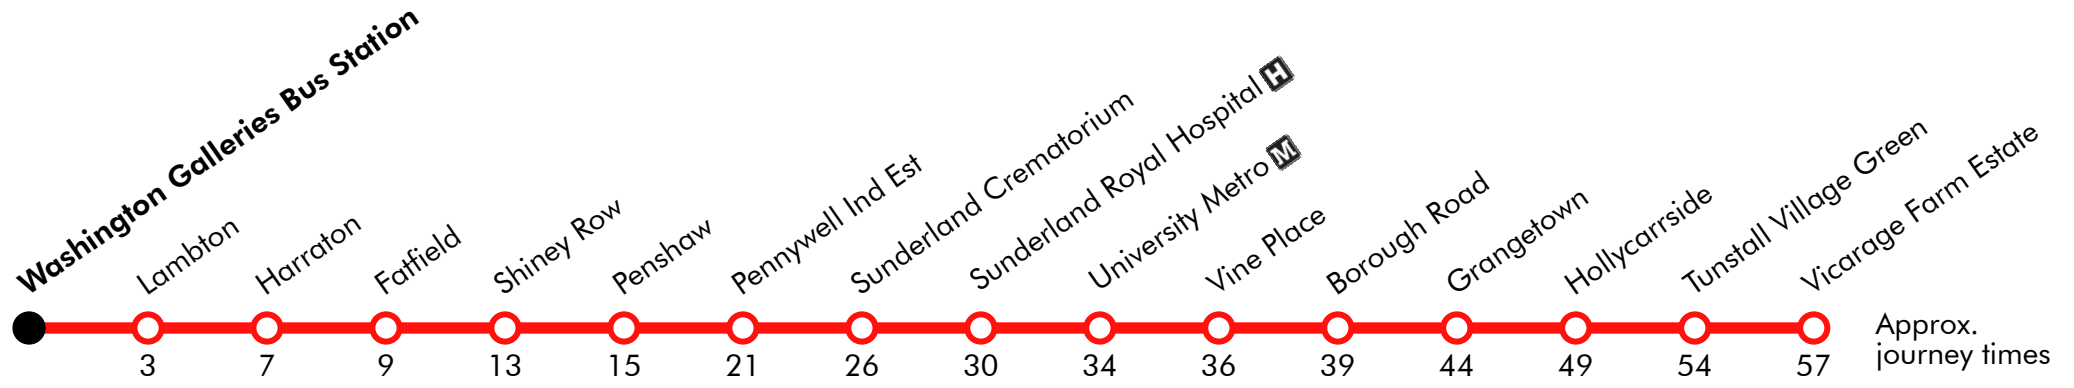 Washington Galleries Bus Station
Lambton
Harraton
Fatfield
Shiney Row
Penshaw
Pennywell Ind Est
Sunderland Crematorium
Sunderland Royal Hospital H
University Metro M
Vine Place
Borough Road
Grangetown
Hollycarrside
Tunstall Village Green
Vicarage Farm Estate
3 7 9 13 15 21 26 30 34 36 39 44 49 54 57
Approx.
journey times